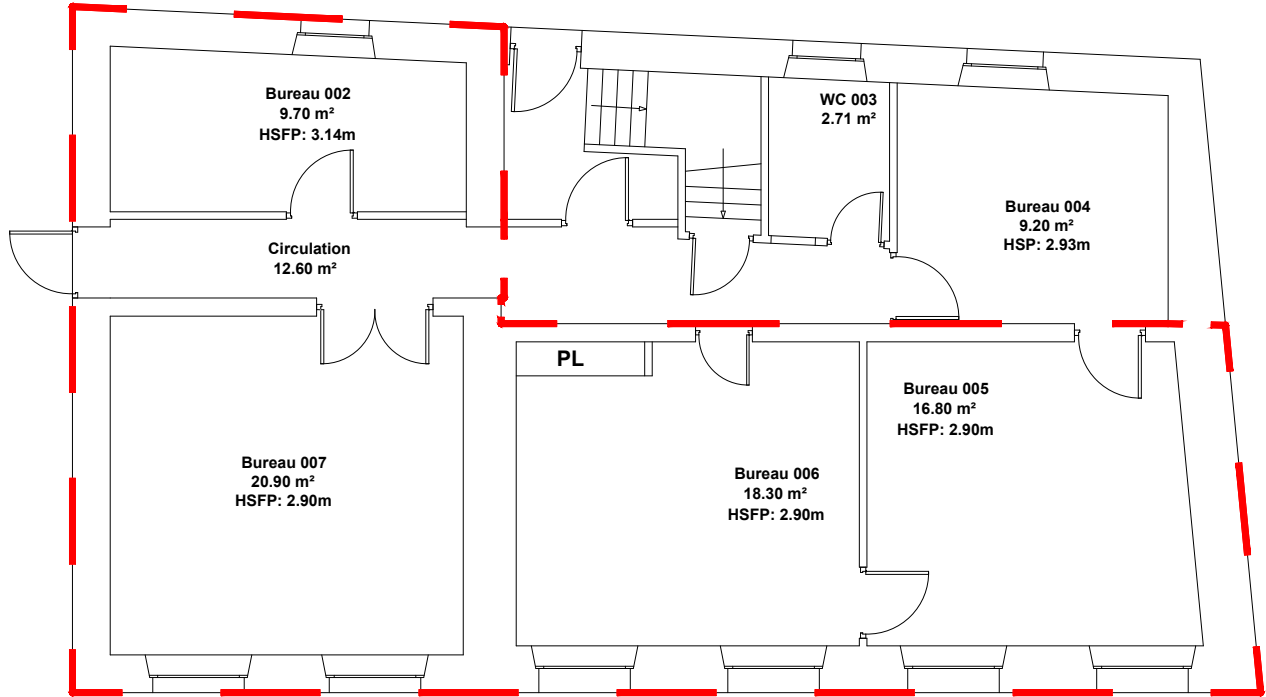 Bureau 002
9.70 m²
HSFP: 3.14m
WC 003
2.71 m²
Bureau 004
9.20 m²
HSP: 2.93m
Circulation
12.60 m²
PL
Bureau 005
16.80 m²
HSFP: 2.90m
Bureau 007
20.90 m²
HSFP: 2.90m
Bureau 006
18.30 m²
HSFP: 2.90m